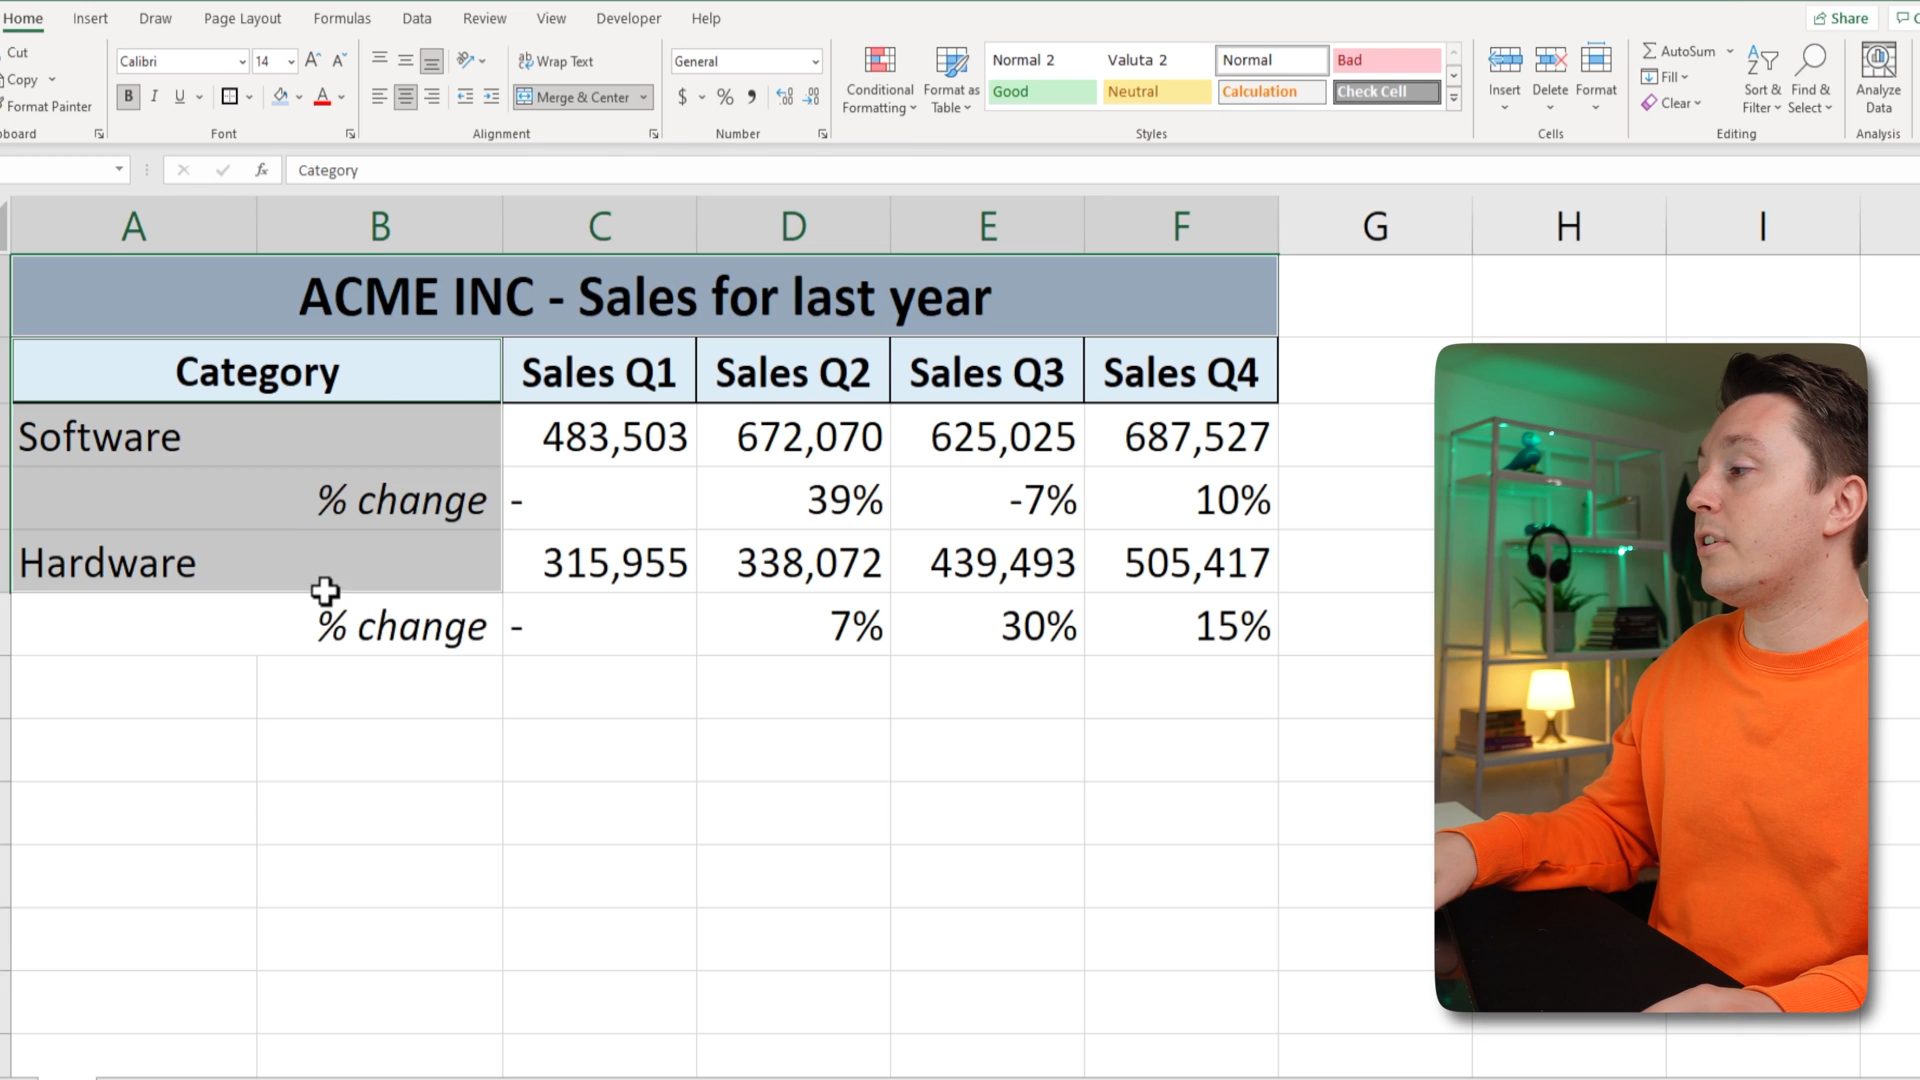 Home Insert Draw Page Layout Formulas Data Review View Developer Help Share
Cut
Copy
Format Painter
Calibri 14
B I U A
Wrap Text
Merge & Center
General
$ % ,
Conditional Formatting
Format as Table
Normal 2 Valuta 2 Normal Bad
Good Neutral Calculation Check Cell
Insert Delete Format
AutoSum
Fill
Clear
Sort & Filter
Find & Select
Analyze Data
board Font Alignment Number Styles Cells Editing Analysis
fx Category
A B C D E F G H I
ACME INC - Sales for last year
Category Sales Q1 Sales Q2 Sales Q3 Sales Q4
Software 483,503 672,070 625,025 687,527
% change - 39% -7% 10%
Hardware 315,955 338,072 439,493 505,417
% change - 7% 30% 15%